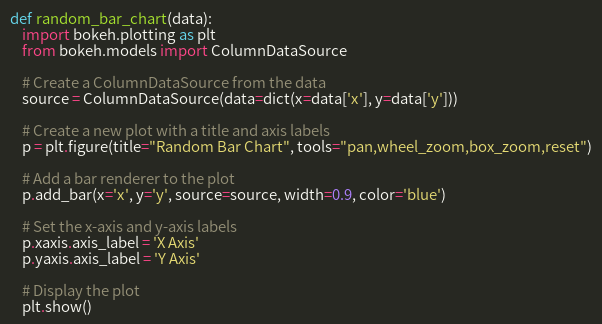 def random_bar_chart(data):
import bokeh.plotting as plt
from bokeh.models import ColumnDataSource
# Create a ColumnDataSource from the data
source = ColumnDataSource(data=dict(x=data['x'], y=data['y']))
# Create a new plot with a title and axis labels
p = plt.figure(title="Random Bar Chart", tools="pan,wheel_zoom,box_zoom,reset")
# Add a bar renderer to the plot
p.add_bar(x='x', y='y', source=source, width=0.9, color='blue')
# Set the x-axis and y-axis labels
p.xaxis.axis_label = 'X Axis'
p.yaxis.axis_label = 'Y Axis'
# Display the plot
plt.show()